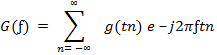 G(f) = ∞∑n= −∞ g(tn) e −j2πftn